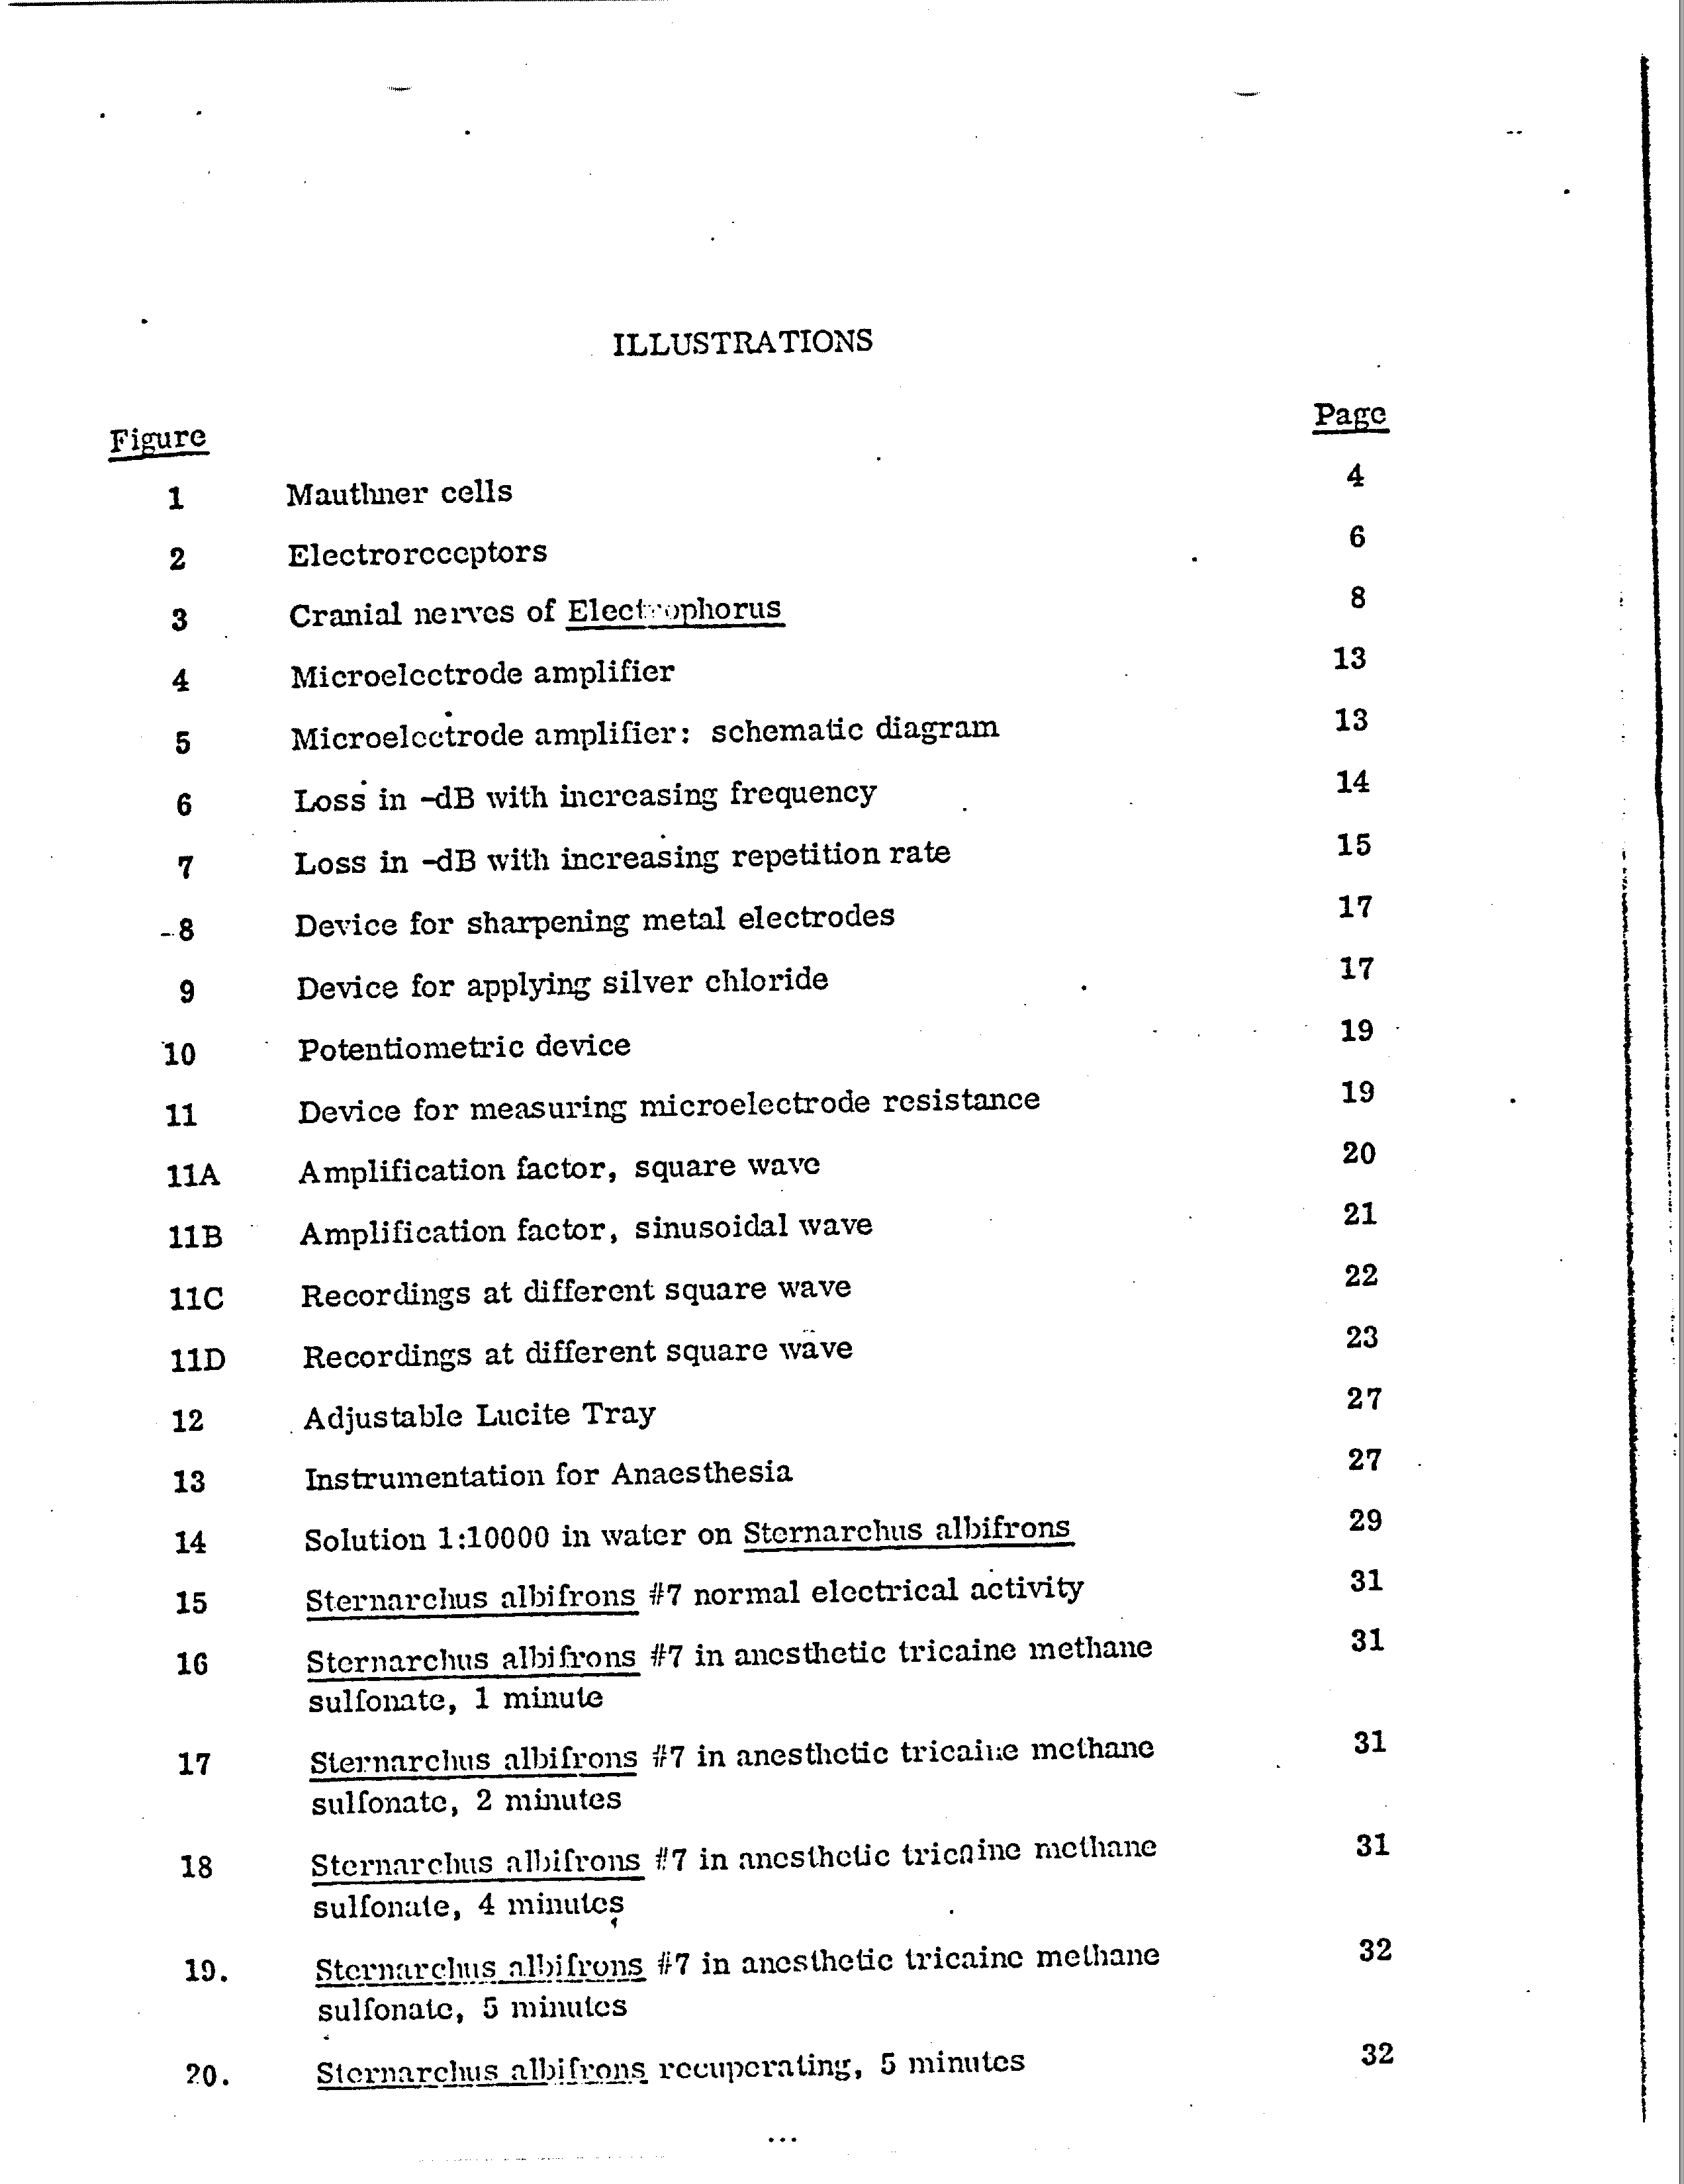 ILLUSTRATIONS
Figure Page
1 Mauthner cells 4
2 Electroreceptors 6
3 Cranial nerves of Electrophorus 8
4 Microelectrode amplifier 13
5 Microelectrode amplifier: schematic diagram 13
6 Loss in -dB with increasing frequency 14
7 Loss in -dB with increasing repetition rate 15
8 Device for sharpening metal electrodes 17
9 Device for applying silver chloride 17
10 Potentiometric device 19
11 Device for measuring microelectrode resistance 19
11A Amplification factor, square wave 20
11B Amplification factor, sinusoidal wave 21
11C Recordings at different square wave 22
11D Recordings at different square wave 23
12 Adjustable Lucite Tray 27
13 Instrumentation for Anaesthesia 27
14 Solution 1:10000 in water on Sternarchus albifrons 29
15 Sternarchus albifrons #7 normal electrical activity 31
16 Sternarchus albifrons #7 in anesthetic tricaine methane 31
sulfonate, 1 minute
17 Sternarchus albifrons #7 in anesthetic tricaine methane 31
sulfonate, 2 minutes
18 Sternarchus albifrons #7 in anesthetic tricaine methane 31
sulfonate, 4 minutes
19. Sternarchus albifrons #7 in anesthetic tricaine methane 32
sulfonate, 5 minutes
20. Sternarchus albifrons recuperating, 5 minutes 32
...